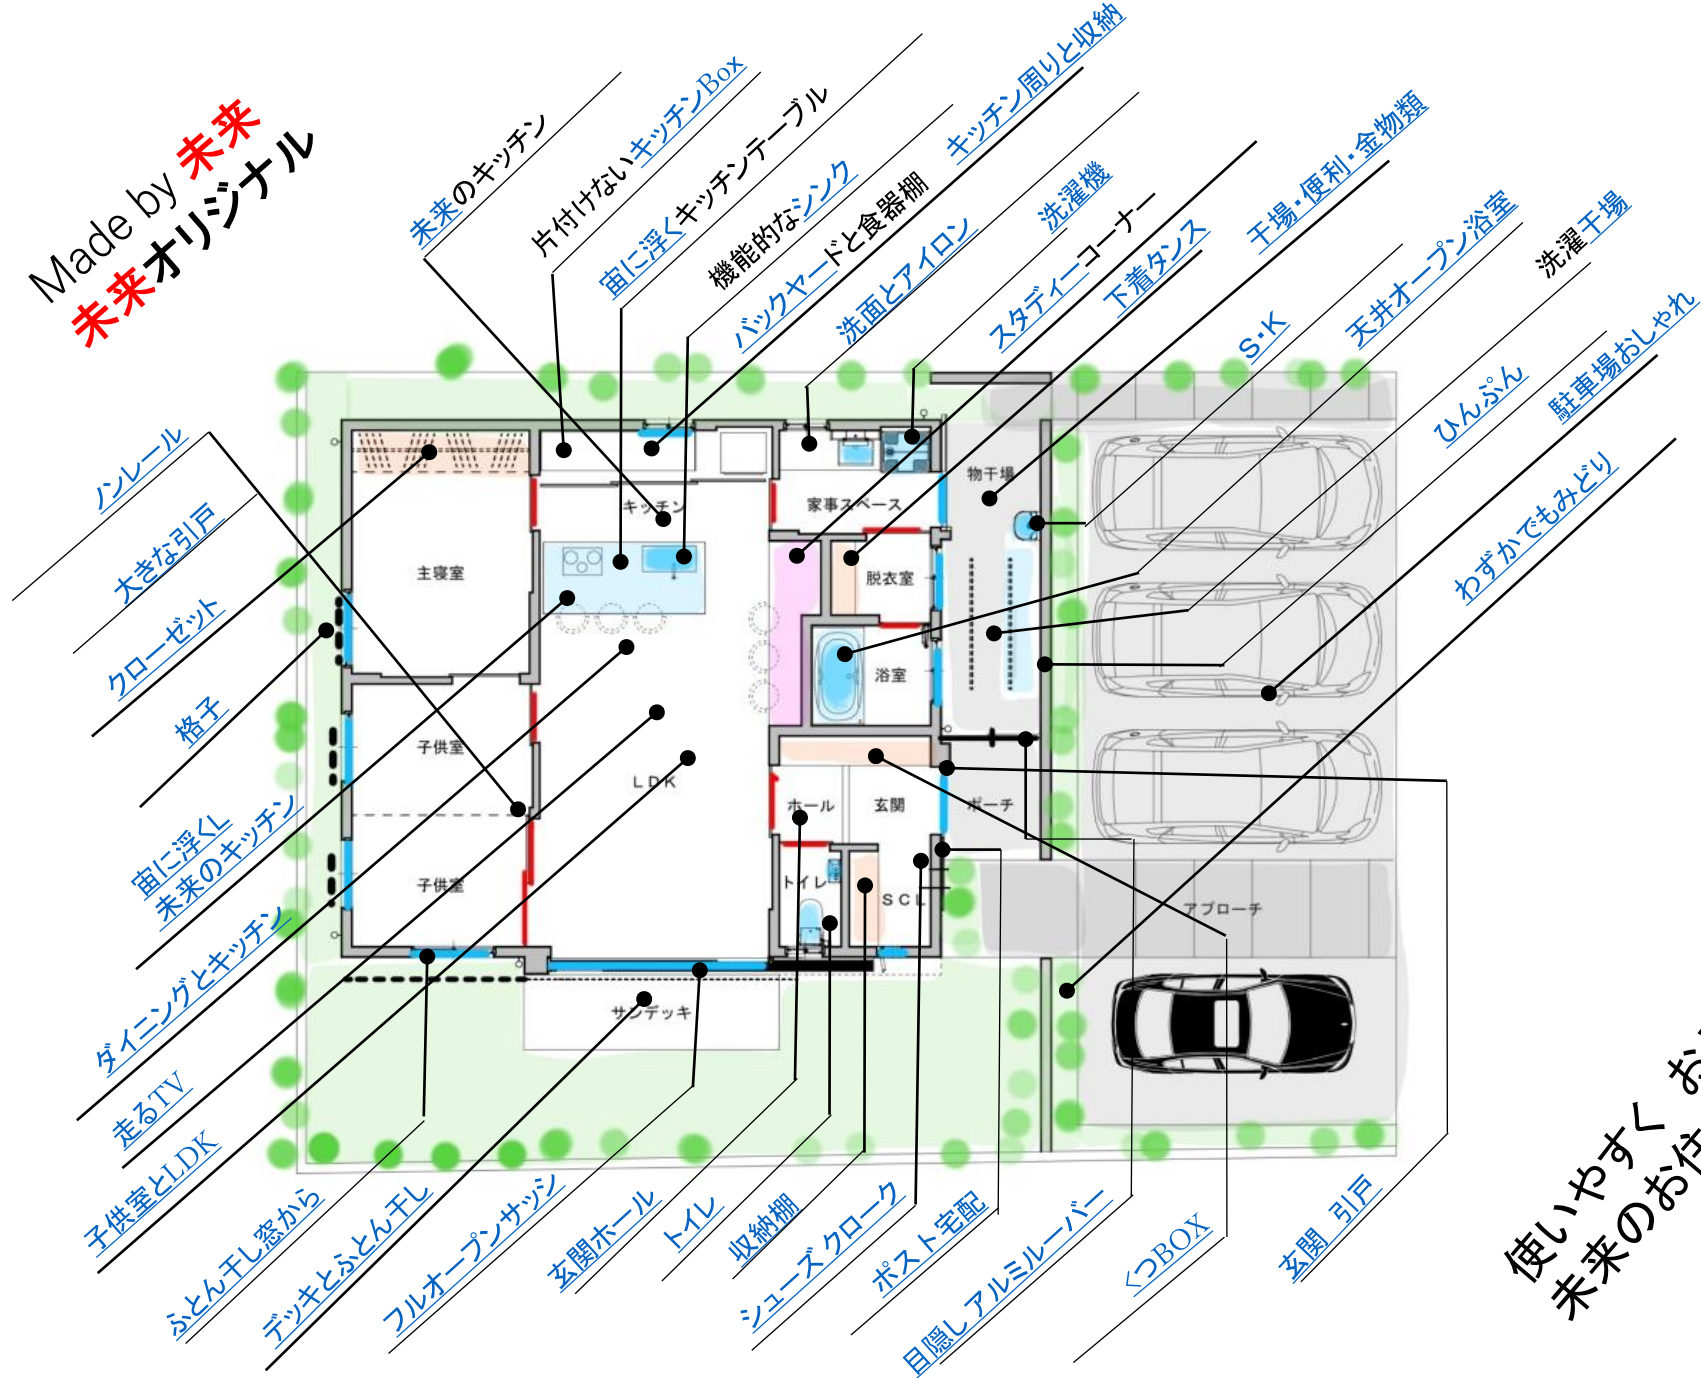 Made by 未来
未来オリジナル
未来のキッチン
片付けないキッチンBox
宙に浮くキッチンテーブル
機能的なシンク
バックヤードと食器棚
キッチン周りと収納
洗面とアイロン
洗濯機
スタディーコーナー
下着タンス
干場・便利・金物類
S・K
天井オープン浴室
洗濯干場
ひんぷん
駐車場おしゃれ
わずかでもみどり
ノンレール
大きな引戸
クローゼット
格子
宙に浮くL
未来のキッチン
ダイニングとキッチン
走るTV
子供室とLDK
ふとん干し窓から
デッキとふとん干し
フルオープンサッシ
玄関ホール
トイレ
収納棚
シューズクローク
ポスト宅配
目隠しアルミルーバー
くつBOX
玄関 引戸
キッチン
家事スペース
物干場
主寝室
脱衣室
浴室
子供室
LDK
ホール
玄関
ポーチ
子供室
トイレ
SCL
アプローチ
サンデッキ
使いやすく お
未来のお住